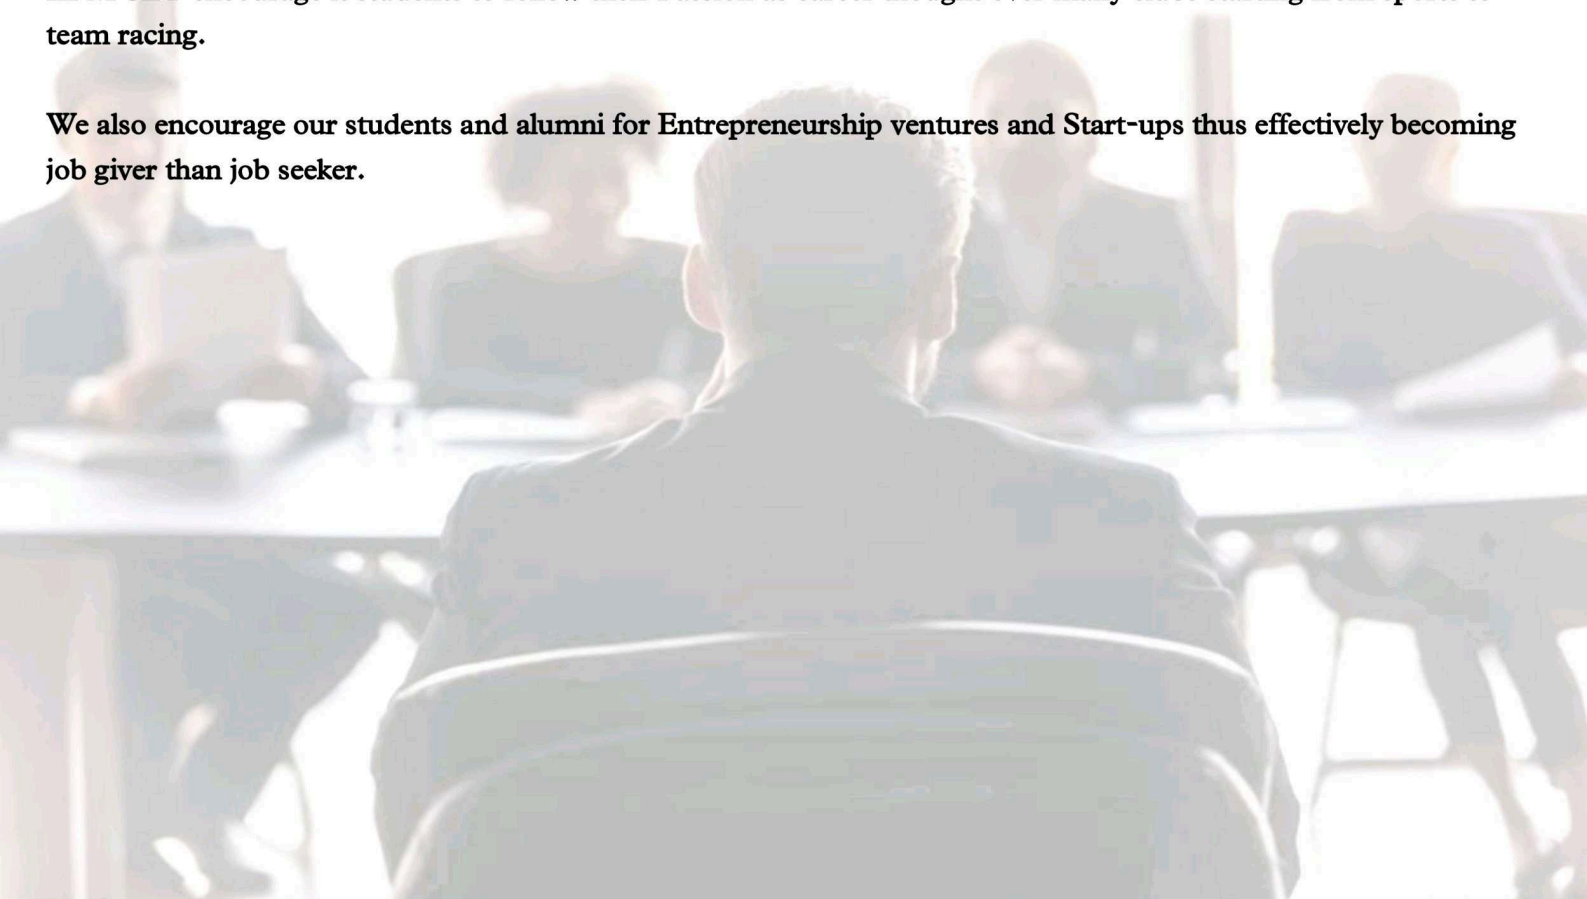 team racing.
We also encourage our students and alumni for Entrepreneurship ventures and Start-ups thus effectively becoming
job giver than job seeker.